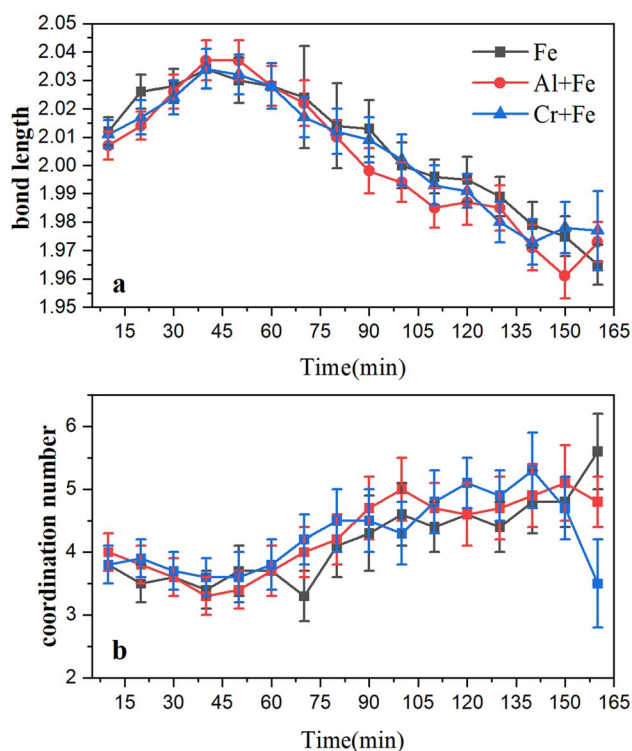 2.05
2.04
2.03
2.02
2.01
2.00
1.99
1.98
1.97
1.96
1.95
bond length
Fe
Al+Fe
Cr+Fe
a
15 30 45 60 75 90 105 120 135 150 165
Time(min)
6
5
4
3
2
coordination number
b
15 30 45 60 75 90 105 120 135 150 165
Time(min)